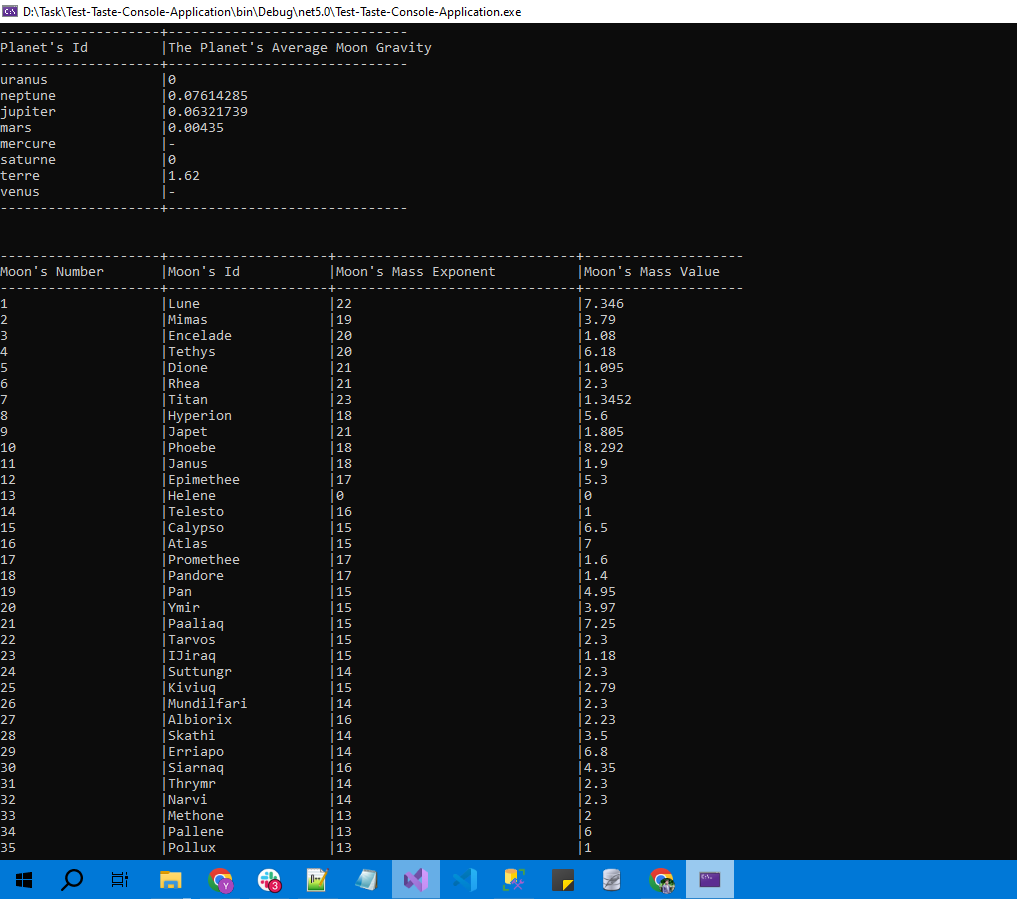 D:\Task\Test-Taste-Console-Application\bin\Debug\net5.0\Test-Taste-Console-Application.exe
--------------------+------------------------------
Planet's Id         |The Planet's Average Moon Gravity
--------------------+------------------------------
uranus              |0
neptune             |0.07614285
jupiter             |0.06321739
mars                |0.00435
mercure             |-
saturne             |0
terre               |1.62
venus               |-
--------------------+------------------------------
--------------------+--------------------+------------------------------+--------------------
Moon's Number       |Moon's Id           |Moon's Mass Exponent          |Moon's Mass Value
--------------------+--------------------+------------------------------+--------------------
1                   |Lune                |22                            |7.346
2                   |Mimas               |19                            |3.79
3                   |Encelade            |20                            |1.08
4                   |Tethys              |20                            |6.18
5                   |Dione               |21                            |1.095
6                   |Rhea                |21                            |2.3
7                   |Titan               |23                            |1.3452
8                   |Hyperion            |18                            |5.6
9                   |Japet               |21                            |1.805
10                  |Phoebe              |18                            |8.292
11                  |Janus               |18                            |1.9
12                  |Epimethee           |17                            |5.3
13                  |Helene              |0                             |0
14                  |Telesto             |16                            |1
15                  |Calypso             |15                            |6.5
16                  |Atlas               |15                            |7
17                  |Promethee           |17                            |1.6
18                  |Pandore             |17                            |1.4
19                  |Pan                 |15                            |4.95
20                  |Ymir                |15                            |3.97
21                  |Paaliaq             |15                            |7.25
22                  |Tarvos              |15                            |2.3
23                  |IJiraq              |15                            |1.18
24                  |Suttungr            |14                            |2.3
25                  |Kiviuq              |15                            |2.79
26                  |Mundilfari          |14                            |2.3
27                  |Albiorix            |16                            |2.23
28                  |Skathi              |14                            |3.5
29                  |Erriapo             |14                            |6.8
30                  |Siarnaq             |16                            |4.35
31                  |Thrymr              |14                            |2.3
32                  |Narvi               |14                            |2.3
33                  |Methone             |13                            |2
34                  |Pallene             |13                            |6
35                  |Pollux              |13                            |1
Y
3